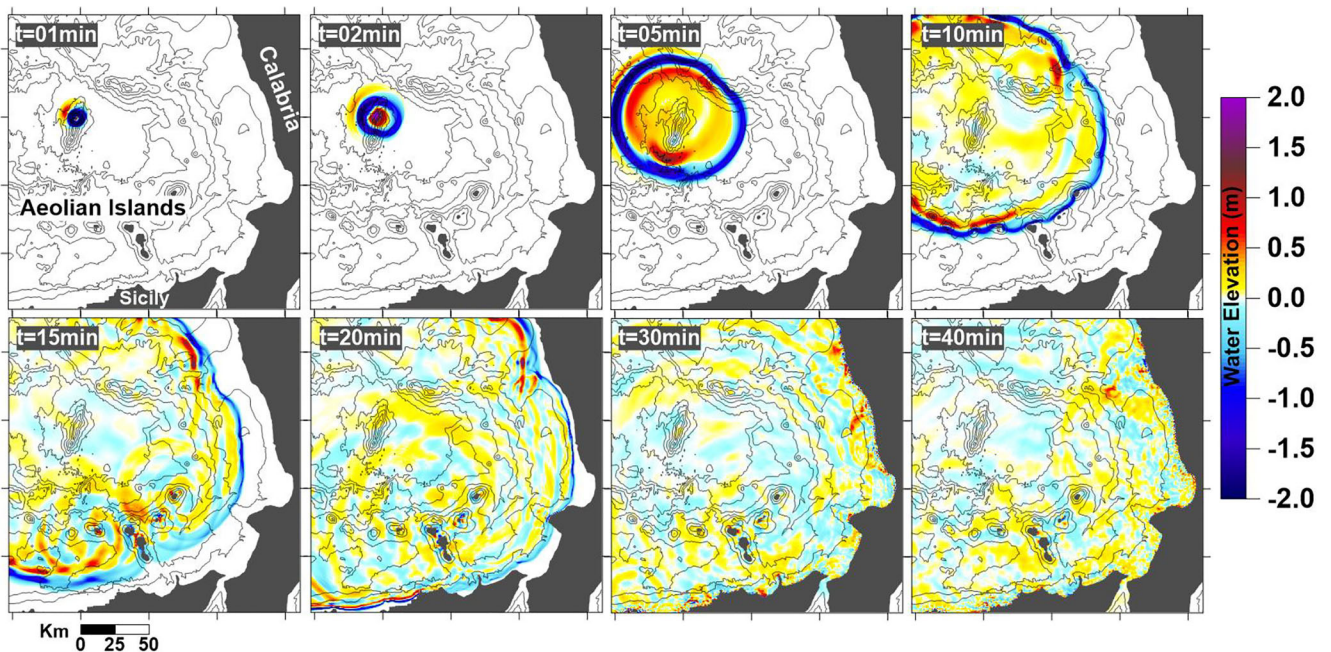 t=01min
Calabria
Aeolian Islands
Sicily
t=02min
t=05min
t=10min
t=15min
t=20min
t=30min
t=40min
Km
0 25 50
2.0
1.5
1.0
0.5
0.0
-0.5
-1.0
-1.5
-2.0
Water Elevation (m)